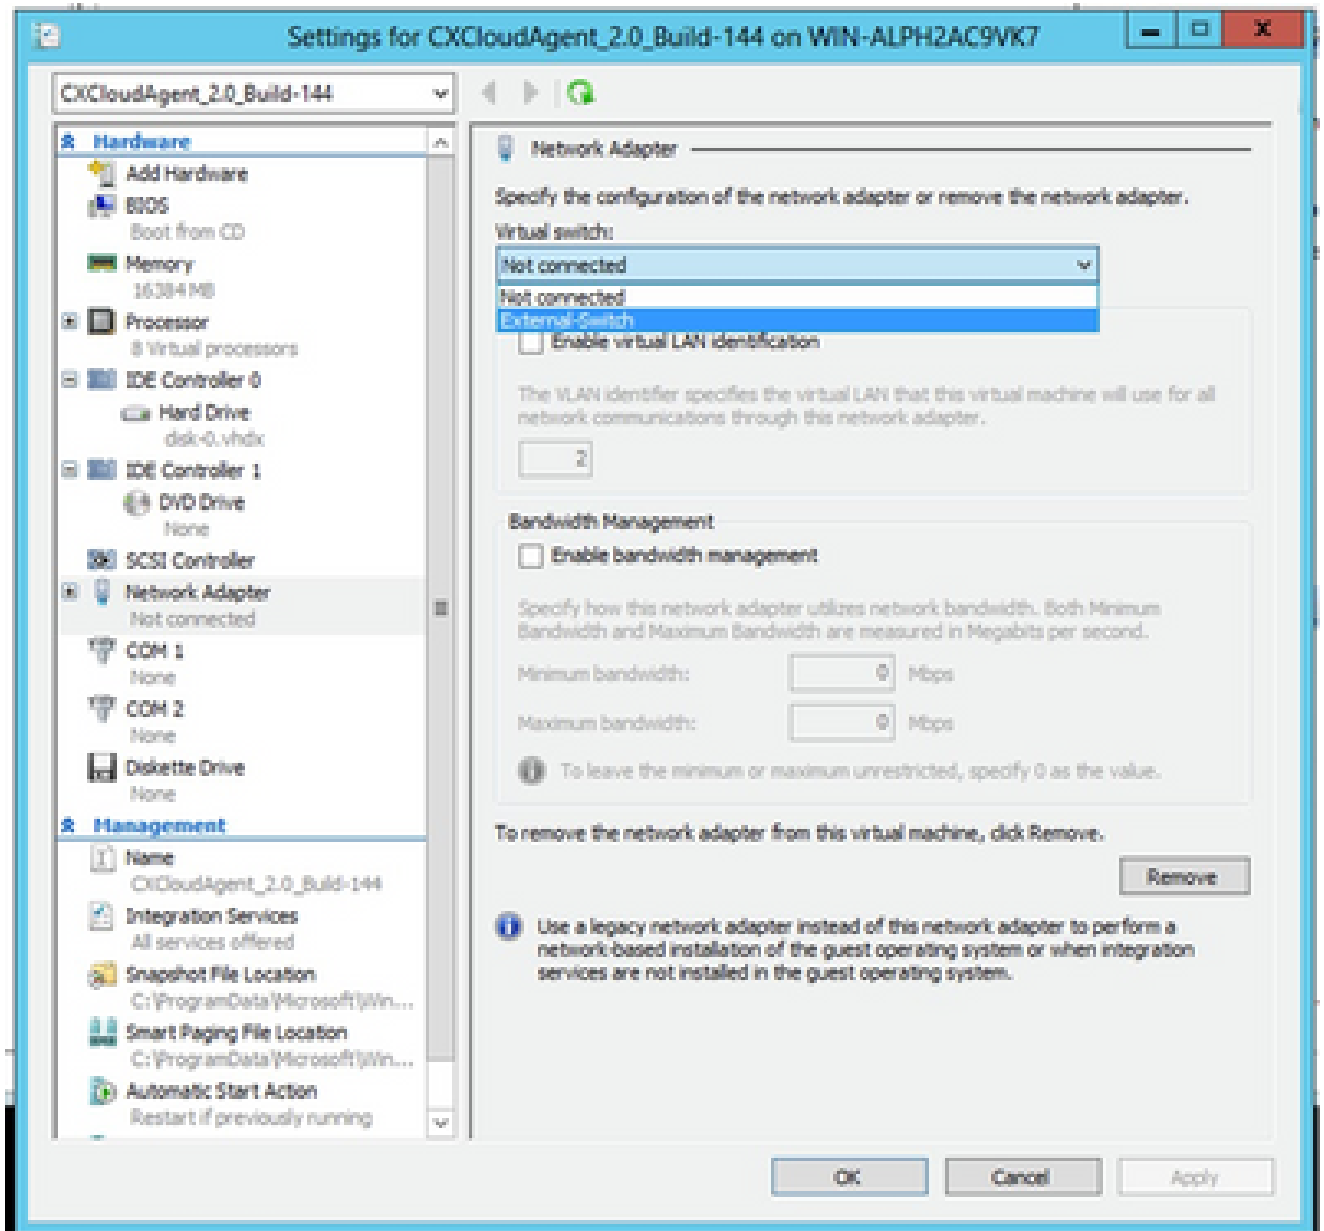 Settings for CXCloudAgent_2.0_Build-144 on WIN-ALPH2AC9VK7
CXCloudAgent_2.0_Build-144
Hardware
Add Hardware
BIOS
Boot from CD
Memory
16384 MB
Processor
8 Virtual processors
IDE Controller 0
Hard Drive
disk-0.vhdx
IDE Controller 1
DVD Drive
None
SCSI Controller
Network Adapter
Not connected
COM 1
None
COM 2
None
Diskette Drive
None
Management
Name
CXCloudAgent_2.0_Build-144
Integration Services
All services offered
Snapshot File Location
C:\ProgramData\Microsoft\Win...
Smart Paging File Location
C:\ProgramData\Microsoft\Win...
Automatic Start Action
Restart if previously running
Network Adapter
Specify the configuration of the network adapter or remove the network adapter.
Virtual switch:
Not connected
Not connected
External-Switch
Enable virtual LAN identification
The VLAN identifier specifies the virtual LAN that this virtual machine will use for all
network communications through this network adapter.
2
Bandwidth Management
Enable bandwidth management
Specify how this network adapter utilizes network bandwidth. Both Minimum
Bandwidth and Maximum Bandwidth are measured in Megabits per second.
Minimum bandwidth: 0 Mbps
Maximum bandwidth: 0 Mbps
To leave the minimum or maximum unrestricted, specify 0 as the value.
To remove the network adapter from this virtual machine, click Remove.
Remove
Use a legacy network adapter instead of this network adapter to perform a
network-based installation of the guest operating system or when integration
services are not installed in the guest operating system.
OK Cancel Apply